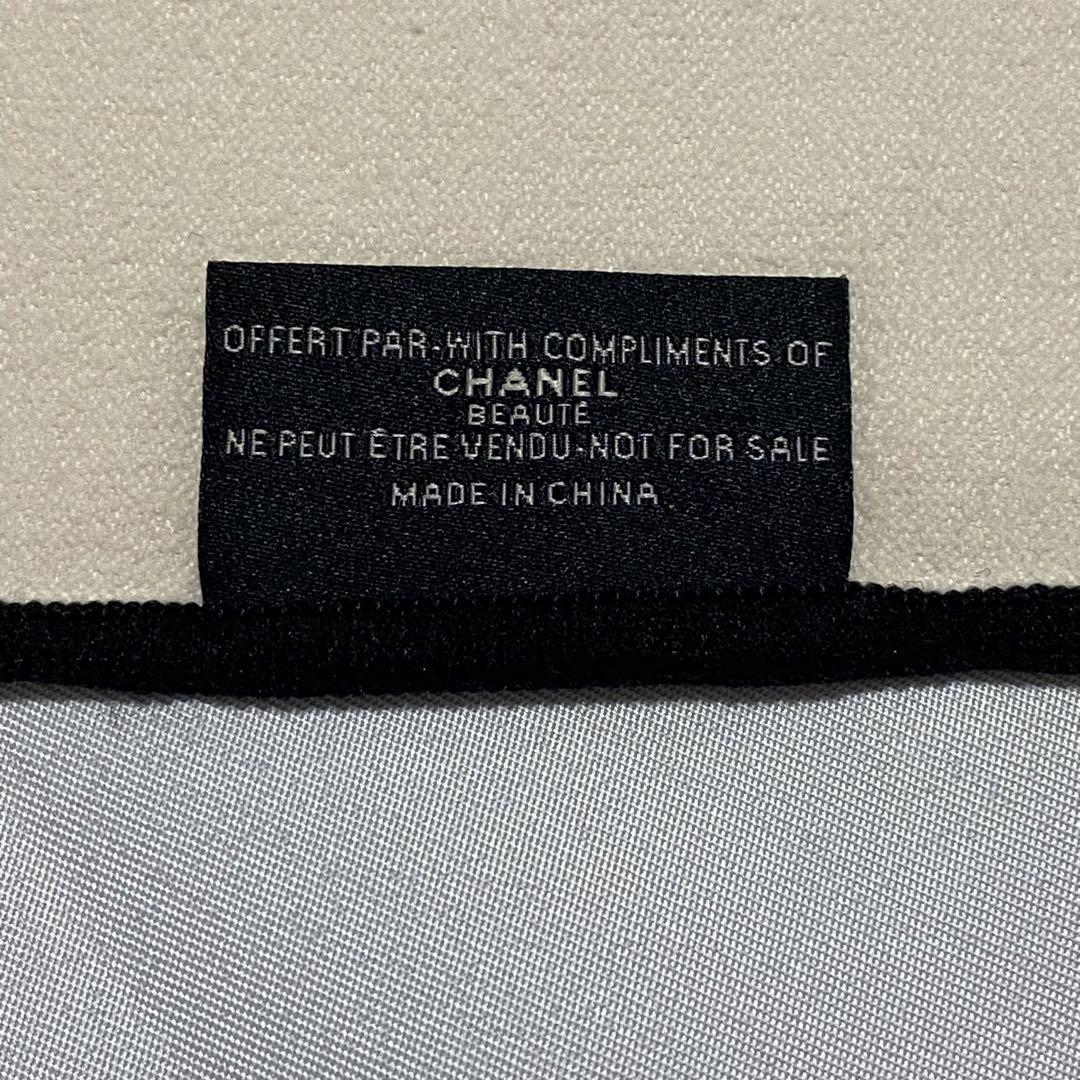 OFFERT PAR-WITH COMPLIMENTS OF
CHANEL
BEAUTÉ
NE PEUT ÊTRE VENDU-NOT FOR SALE
MADE IN CHINA